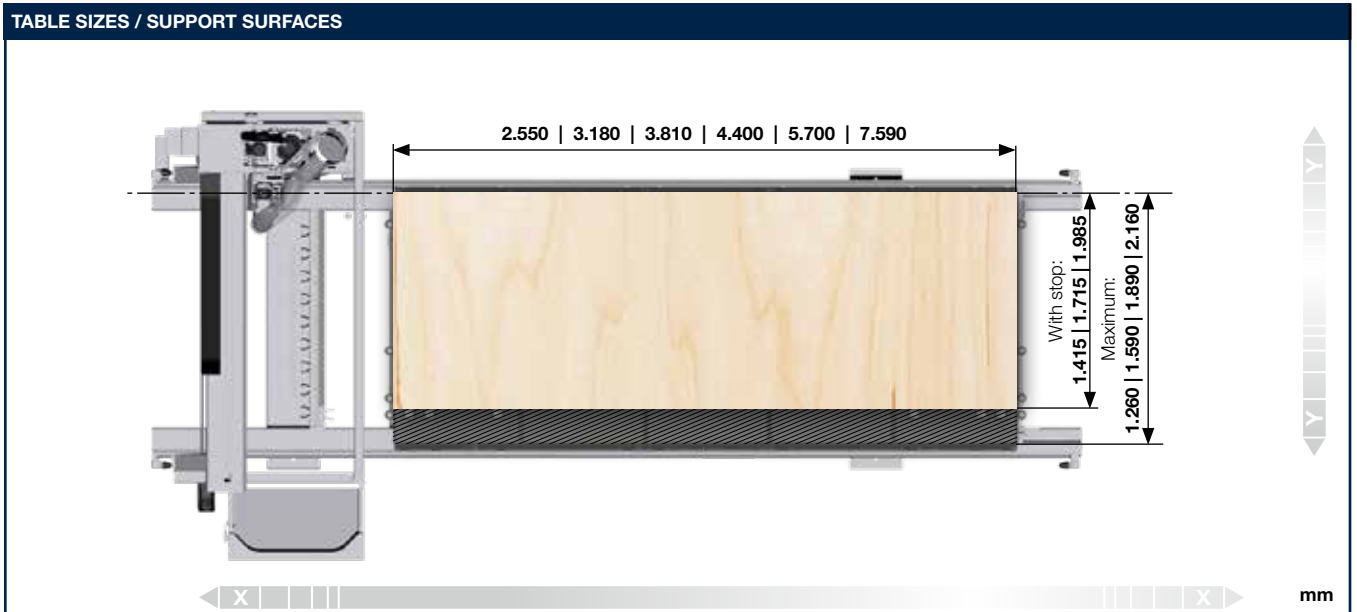 TABLE SIZES / SUPPORT SURFACES
2.550 | 3.180 | 3.810 | 4.400 | 5.700 | 7.590
With stop:
1.415 | 1.715 | 1.985
Maximum:
1.260 | 1.590 | 1.890 | 2.160
Y
Y
X
X
mm